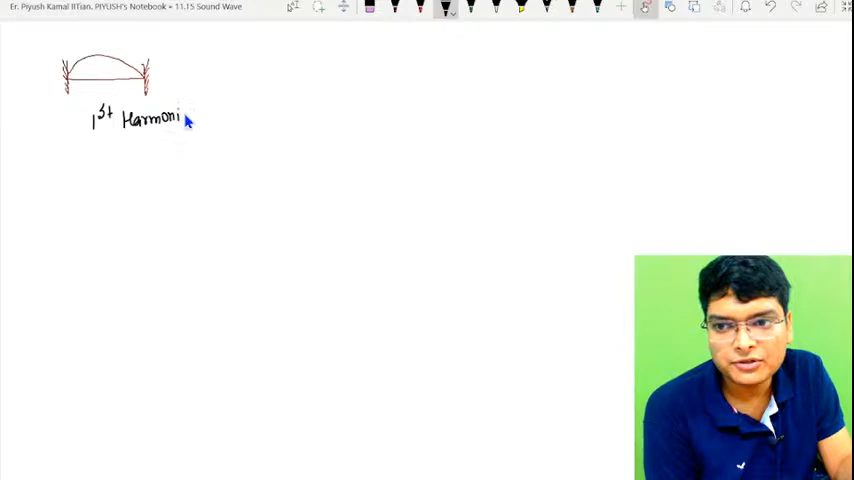 Er. Piyush Kamal IITian. PIYUSH's Notebook » 11.15 Sound Wave
1st Harmoni